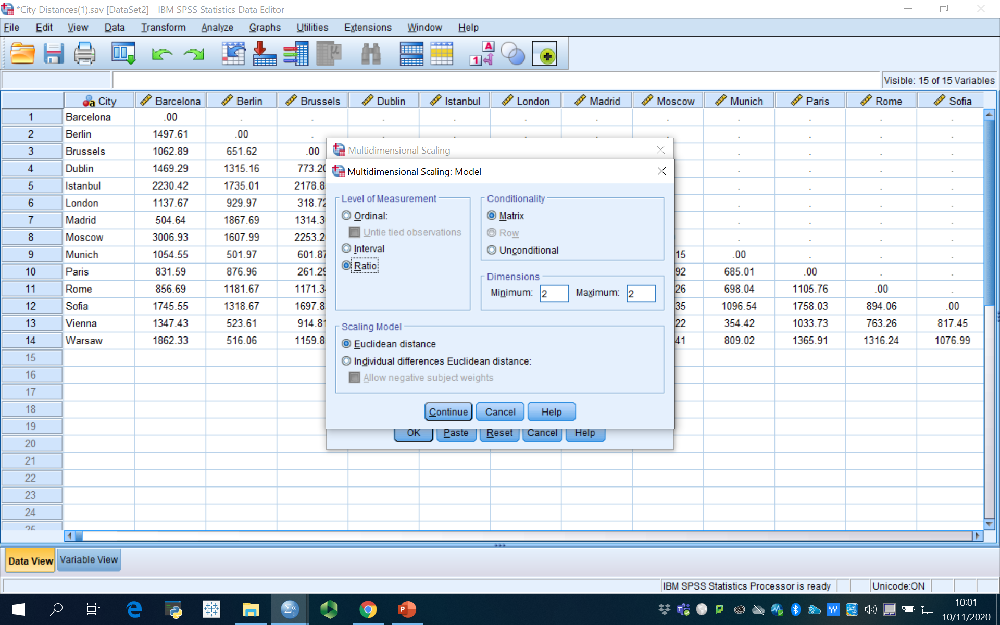 *City Distances(1).sav [DataSet2] - IBM SPSS Statistics Data Editor
File Edit View Data Transform Analyze Graphs Utilities Extensions Window Help
Visible: 15 of 15 Variables
City Barcelona Berlin Brussels Dublin Istanbul London Madrid Moscow Munich Paris Rome Sofia
1 Barcelona .00 . . . . . . . . . . .
2 Berlin 1497.61 .00 . . . . . . . . . .
3 Brussels 1062.89 651.62 .00 . . . .
4 Dublin 1469.29 1315.16 773.20 . . . .
5 Istanbul 2230.42 1735.01 2178.8 . . . .
6 London 1137.67 929.97 318.72 . . . .
7 Madrid 504.64 1867.69 1314.3 . . . .
8 Moscow 3006.93 1607.99 2253.2 . . . .
9 Munich 1054.55 501.97 601.87 15 .00 . . .
10 Paris 831.59 876.96 261.29 92 685.01 .00 . .
11 Rome 856.69 1181.67 1171.3 26 698.04 1105.76 .00 .
12 Sofia 1745.55 1318.67 1697.8 35 1096.54 1758.03 894.06 .00
13 Vienna 1347.43 523.61 914.81 22 354.42 1033.73 763.26 817.45
14 Warsaw 1862.33 516.06 1159.8 41 809.02 1365.91 1316.24 1076.99
15
16
17
18
19
20
21
22
23
24
25
Multidimensional Scaling
Multidimensional Scaling: Model
Level of Measurement
Ordinal:
Untie tied observations
Interval
Ratio
Conditionality
Matrix
Row
Unconditional
Dimensions
Minimum: 2 Maximum: 2
Scaling Model
Euclidean distance
Individual differences Euclidean distance:
Allow negative subject weights
Continue Cancel Help
OK Paste Reset Cancel Help
Data View Variable View
IBM SPSS Statistics Processor is ready Unicode:ON
10:01
10/11/2020